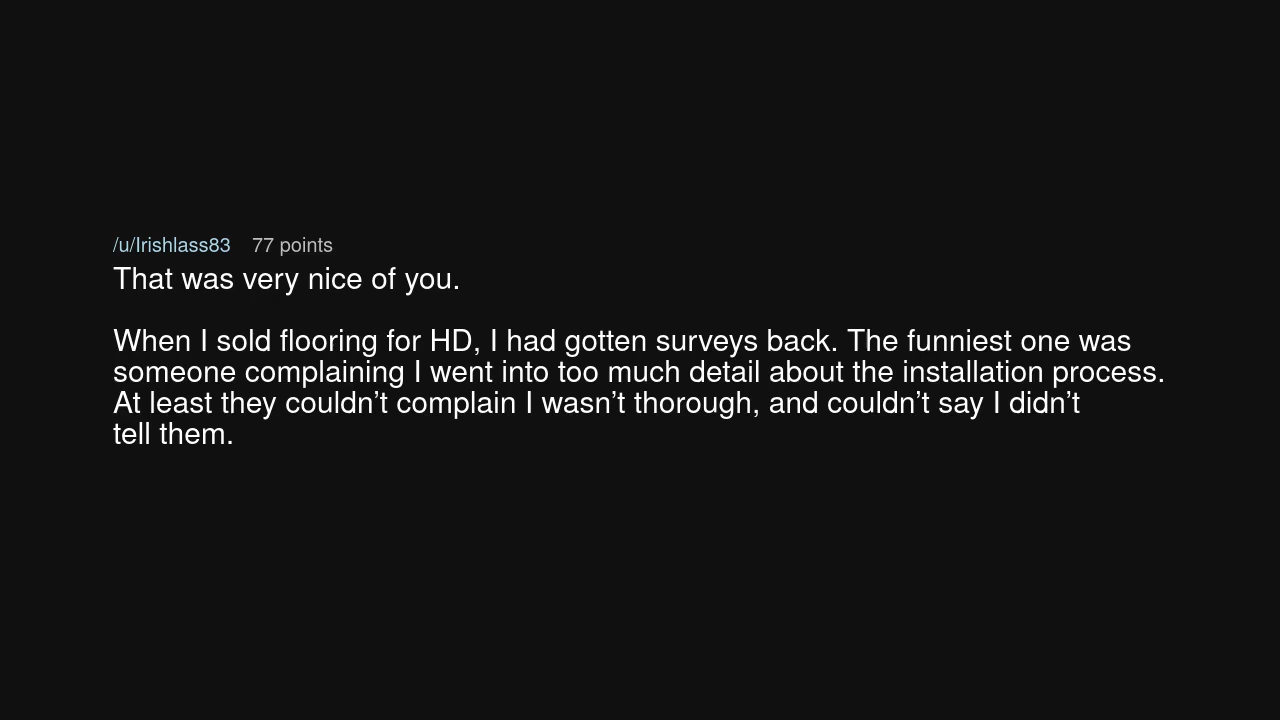 /u/Irishlass83 77 points
That was very nice of you.
When I sold flooring for HD, I had gotten surveys back. The funniest one was
someone complaining I went into too much detail about the installation process.
At least they couldn’t complain I wasn’t thorough, and couldn’t say I didn’t
tell them.